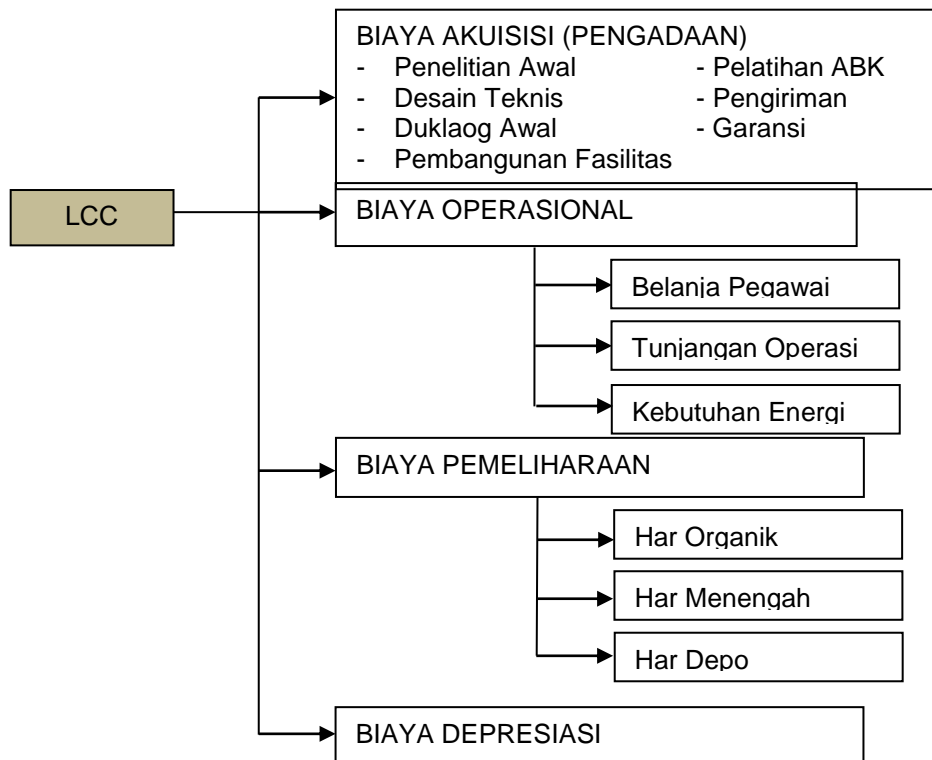 BIAYA AKUISISI (PENGADAAN)
- Penelitian Awal - Pelatihan ABK
- Desain Teknis - Pengiriman
- Duklaog Awal - Garansi
- Pembangunan Fasilitas
LCC
BIAYA OPERASIONAL
Belanja Pegawai
Tunjangan Operasi
Kebutuhan Energi
BIAYA PEMELIHARAAN
Har Organik
Har Menengah
Har Depo
BIAYA DEPRESIASI